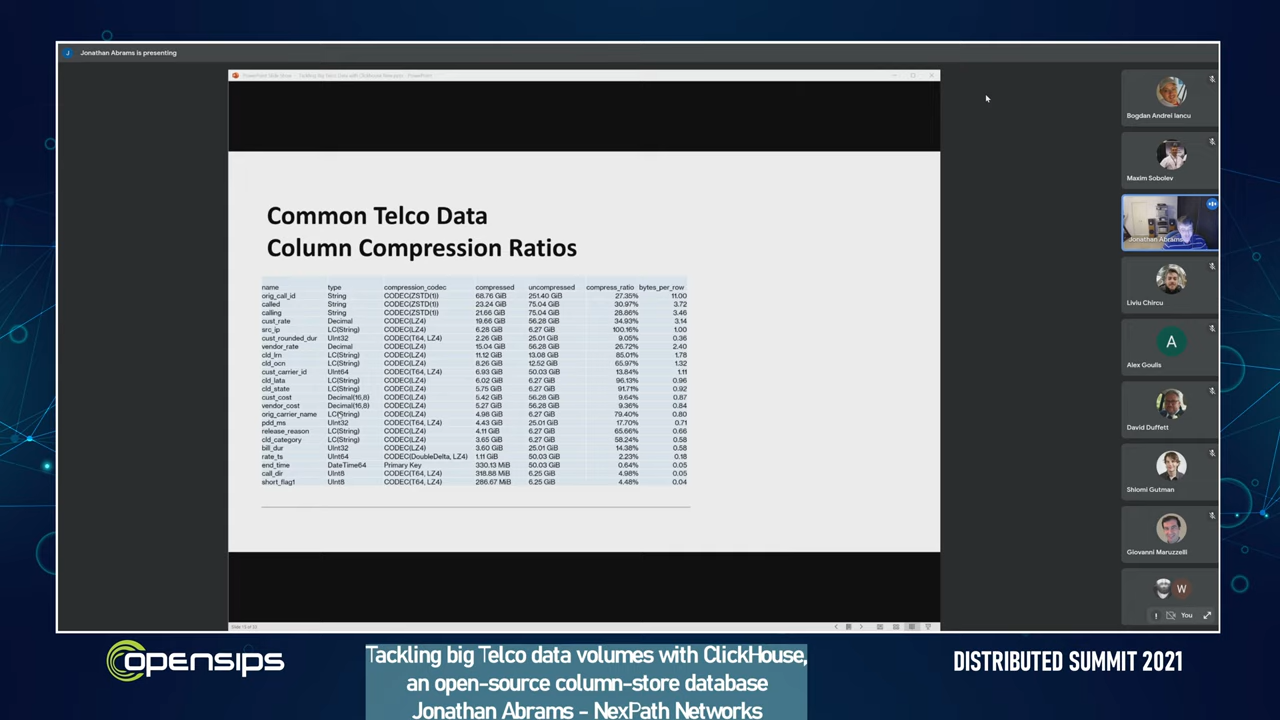 Jonathan Abrams is presenting
Common Telco Data
Column Compression Ratios
name type compression_codec compressed uncompressed compress_ratio bytes_per_row
orig_call_id String CODEC(ZSTD(1)) 68.76 GiB 251.40 GiB 27.35% 11.00
called String CODEC(ZSTD(1)) 23.24 GiB 75.04 GiB 30.97% 3.72
calling String CODEC(ZSTD(1)) 21.66 GiB 75.04 GiB 28.86% 3.46
cust_rate Decimal CODEC(LZ4) 19.66 GiB 56.28 GiB 34.93% 3.14
src_ip LC(String) CODEC(LZ4) 6.28 GiB 6.27 GiB 100.16% 1.00
cust_rounded_dur UInt32 CODEC(T64, LZ4) 2.26 GiB 25.01 GiB 9.05% 0.36
vendor_rate Decimal CODEC(LZ4) 15.04 GiB 56.28 GiB 26.72% 2.40
cld_lrn LC(String) CODEC(LZ4) 11.12 GiB 13.08 GiB 85.01% 1.78
cld_ocn LC(String) CODEC(LZ4) 8.26 GiB 12.52 GiB 65.97% 1.32
cust_carrier_id UInt64 CODEC(T64, LZ4) 6.93 GiB 50.03 GiB 13.84% 1.11
cld_lata LC(String) CODEC(LZ4) 6.02 GiB 6.27 GiB 96.13% 0.96
cld_state LC(String) CODEC(LZ4) 5.75 GiB 6.27 GiB 91.71% 0.92
cust_cost Decimal(16,8) CODEC(LZ4) 5.42 GiB 56.28 GiB 9.64% 0.87
vendor_cost Decimal(16,8) CODEC(LZ4) 5.27 GiB 56.28 GiB 9.36% 0.84
orig_carrier_name LC(String) CODEC(LZ4) 4.98 GiB 6.27 GiB 79.40% 0.80
pdd_ms UInt32 CODEC(T64, LZ4) 4.43 GiB 25.01 GiB 17.70% 0.71
release_reason LC(String) CODEC(LZ4) 4.11 GiB 6.27 GiB 65.66% 0.66
cld_category LC(String) CODEC(LZ4) 3.65 GiB 6.27 GiB 58.24% 0.58
bill_dur UInt32 CODEC(LZ4) 3.60 GiB 25.01 GiB 14.38% 0.58
rate_ts UInt64 CODEC(DoubleDelta, LZ4) 1.11 GiB 50.03 GiB 2.23% 0.18
end_time DateTime64 Primary Key 330.13 MiB 50.03 GiB 0.64% 0.05
call_dir UInt8 CODEC(T64, LZ4) 318.88 MiB 6.25 GiB 4.98% 0.05
short_flag1 UInt8 CODEC(T64, LZ4) 286.67 MiB 6.25 GiB 4.48% 0.04
Bogdan Andrei Iancu
Maxim Sobolev
Jonathan Abrams
Liviu Chircu
A
Alex Goulis
David Duffett
Shlomi Gutman
Giovanni Maruzzelli
W
You
opensips
Tackling big Telco data volumes with ClickHouse,
an open-source column-store database
Jonathan Abrams - NexPath Networks
DISTRIBUTED SUMMIT 2021